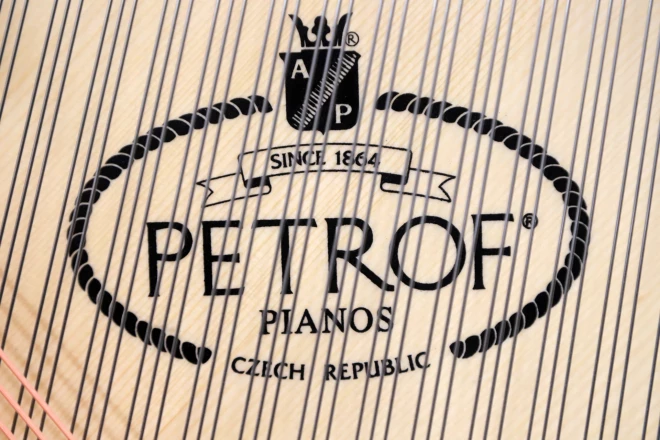 ®
A
P
SINCE 1864
PETROF®
PIANOS
CZECH REPUBLIC